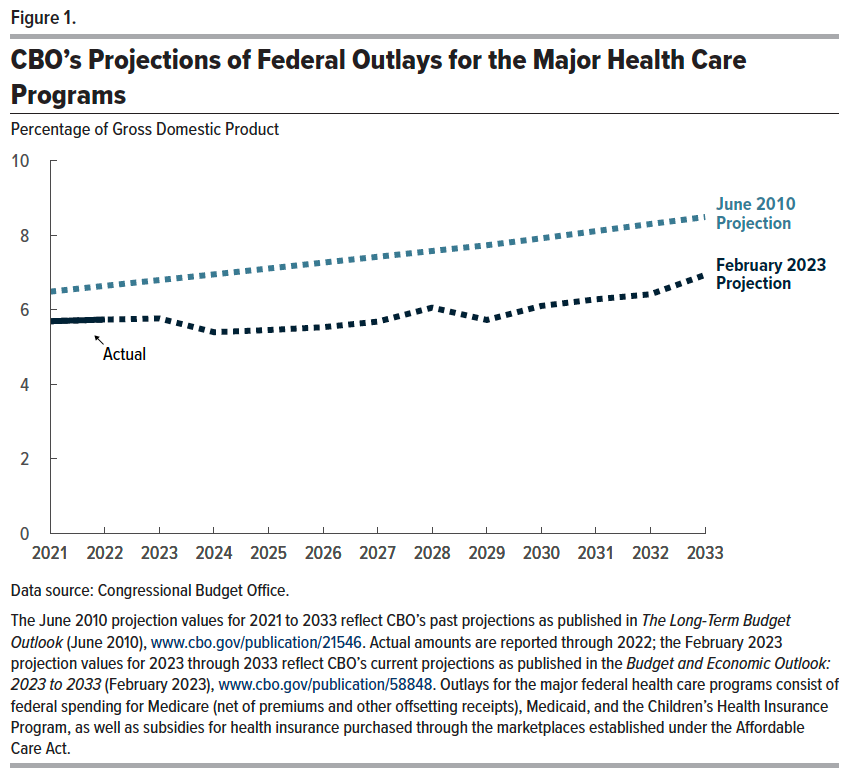 Figure 1.
CBO’s Projections of Federal Outlays for the Major Health Care
Programs
Percentage of Gross Domestic Product
10
8
6
4
2
0
June 2010
Projection
February 2023
Projection
Actual
2021 2022 2023 2024 2025 2026 2027 2028 2029 2030 2031 2032 2033
Data source: Congressional Budget Office.
The June 2010 projection values for 2021 to 2033 reflect CBO’s past projections as published in The Long-Term Budget
Outlook (June 2010), www.cbo.gov/publication/21546. Actual amounts are reported through 2022; the February 2023
projection values for 2023 through 2033 reflect CBO’s current projections as published in the Budget and Economic Outlook:
2023 to 2033 (February 2023), www.cbo.gov/publication/58848. Outlays for the major federal health care programs consist of
federal spending for Medicare (net of premiums and other offsetting receipts), Medicaid, and the Children’s Health Insurance
Program, as well as subsidies for health insurance purchased through the marketplaces established under the Affordable
Care Act.